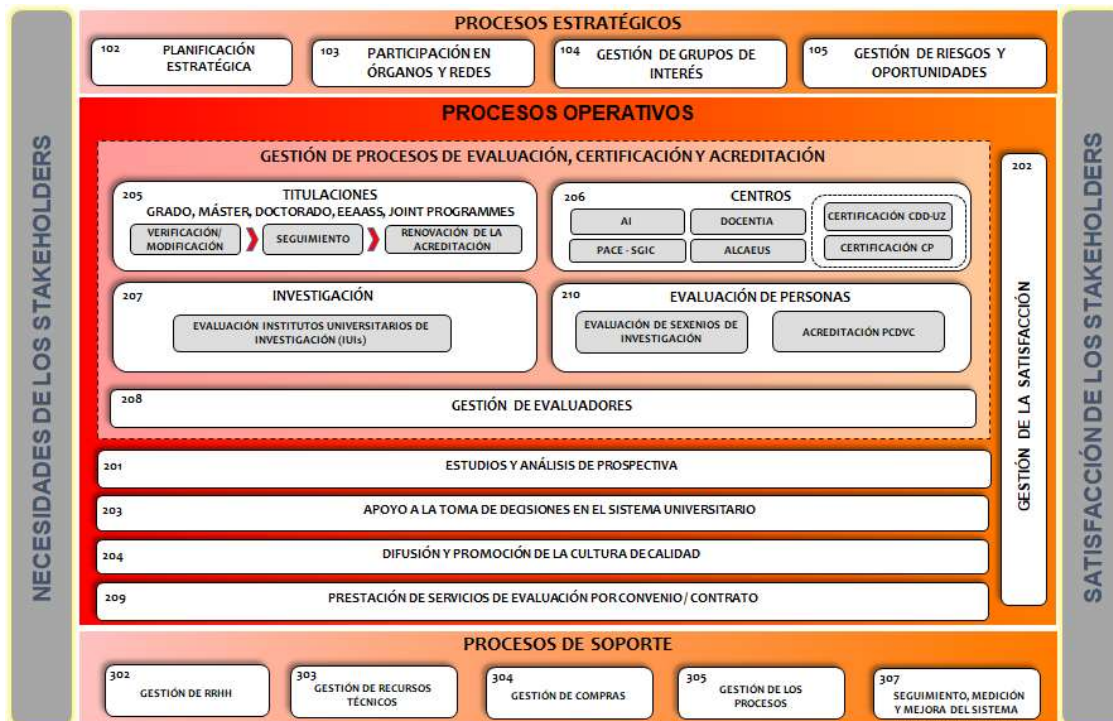 NECESIDADES DE LOS STAKEHOLDERS
PROCESOS ESTRATÉGICOS
102
PLANIFICACIÓN
ESTRATÉGICA
103
PARTICIPACIÓN EN
ÓRGANOS Y REDES
104
GESTIÓN DE GRUPOS DE
INTERÉS
105
GESTIÓN DE RIESGOS Y
OPORTUNIDADES
PROCESOS OPERATIVOS
GESTIÓN DE PROCESOS DE EVALUACIÓN, CERTIFICACIÓN Y ACREDITACIÓN
205
TITULACIONES
GRADO, MÁSTER, DOCTORADO, EEAASS, JOINT PROGRAMMES
VERIFICACIÓN/
MODIFICACIÓN
SEGUIMIENTO
RENOVACIÓN DE LA
ACREDITACIÓN
206
CENTROS
AI
DOCENTIA
CERTIFICACIÓN CDD-UZ
PACE - SGIC
ALCAEUS
CERTIFICACIÓN CP
207
INVESTIGACIÓN
EVALUACIÓN INSTITUTOS UNIVERSITARIOS DE
INVESTIGACIÓN (IUIs)
210
EVALUACIÓN DE PERSONAS
EVALUACIÓN DE SEXENIOS DE
INVESTIGACIÓN
ACREDITACIÓN PCDVC
208
GESTIÓN DE EVALUADORES
201
ESTUDIOS Y ANÁLISIS DE PROSPECTIVA
203
APOYO A LA TOMA DE DECISIONES EN EL SISTEMA UNIVERSITARIO
204
DIFUSIÓN Y PROMOCIÓN DE LA CULTURA DE CALIDAD
209
PRESTACIÓN DE SERVICIOS DE EVALUACIÓN POR CONVENIO / CONTRATO
202
GESTIÓN DE LA SATISFACCIÓN
PROCESOS DE SOPORTE
302
GESTIÓN DE RRHH
303
GESTIÓN DE RECURSOS
TÉCNICOS
304
GESTIÓN DE COMPRAS
305
GESTIÓN DE LOS
PROCESOS
307
SEGUIMIENTO, MEDICIÓN
Y MEJORA DEL SISTEMA
SATISFACCIÓN DE LOS STAKEHOLDERS